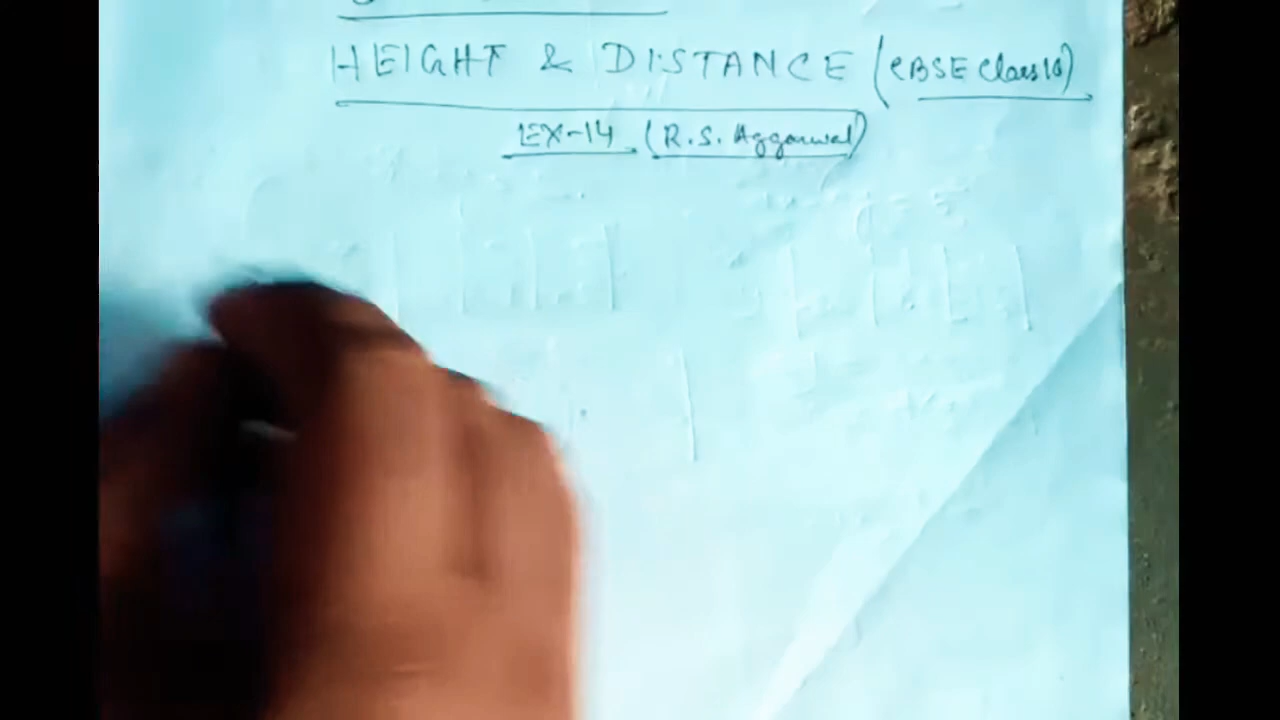 HEIGHT & DISTANCE (CBSE Class 10)
EX-14 (R.S. Aggarwal)